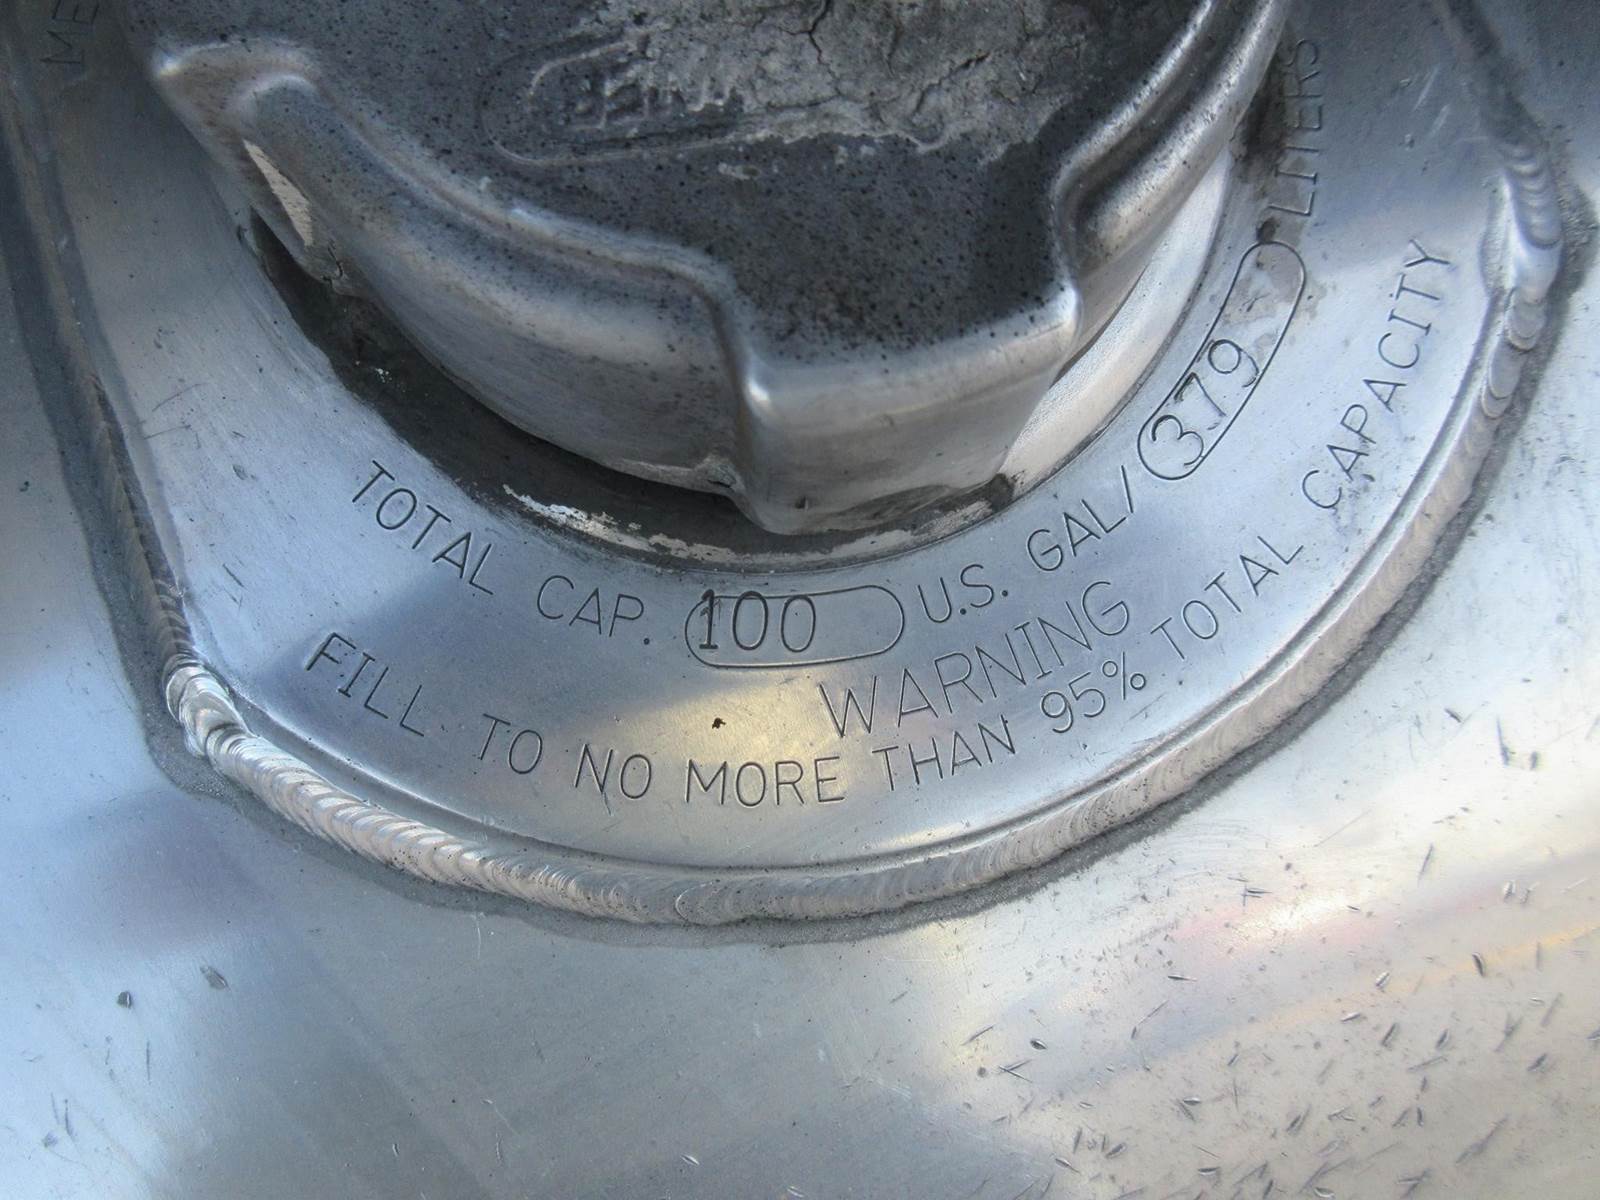 TOTAL CAP. 100 U.S. GAL/ 379 LITERS
WARNING
FILL TO NO MORE THAN 95% TOTAL CAPACITY